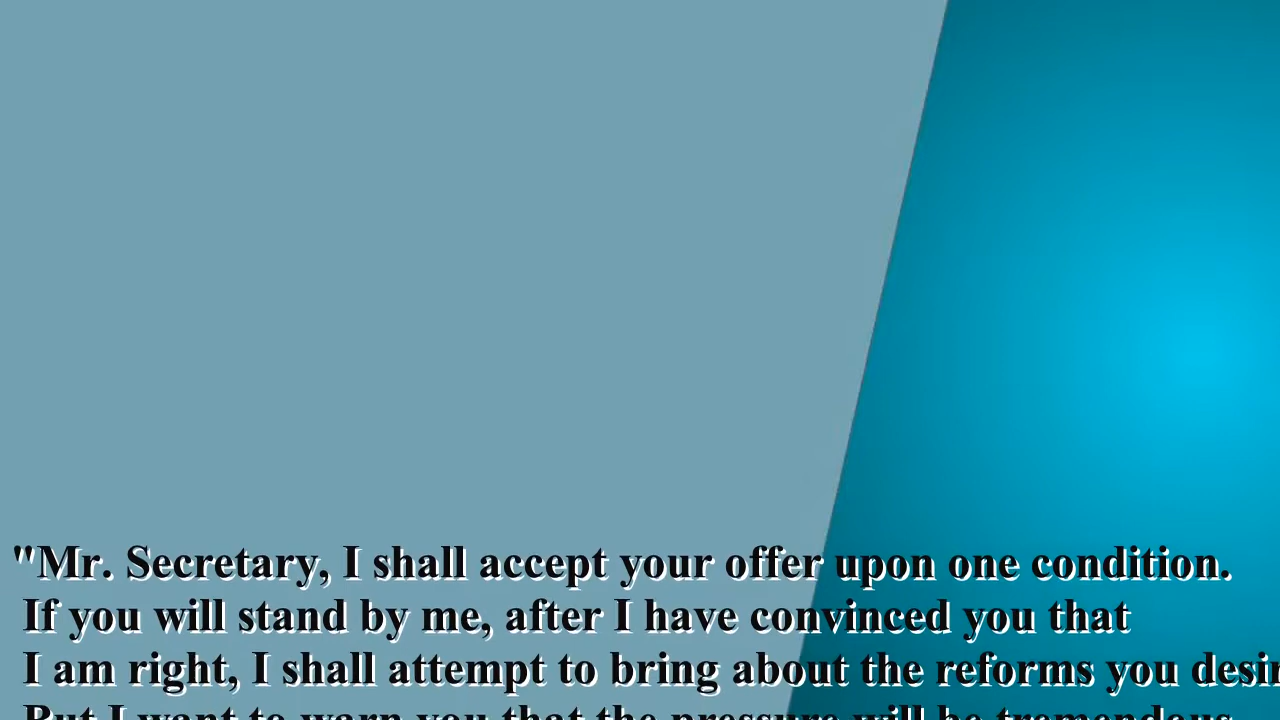 "Mr. Secretary, I shall accept your offer upon one condition.
If you will stand by me, after I have convinced you that
I am right, I shall attempt to bring about the reforms you desir
But I want to warn you that the pressure will be tremendous